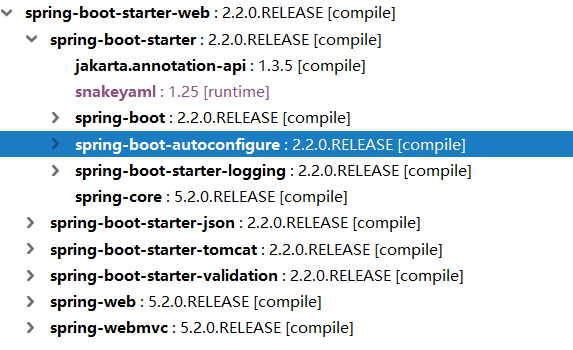 spring-boot-starter-web : 2.2.0.RELEASE [compile]
spring-boot-starter : 2.2.0.RELEASE [compile]
jakarta.annotation-api : 1.3.5 [compile]
snakeyaml : 1.25 [runtime]
spring-boot : 2.2.0.RELEASE [compile]
spring-boot-autoconfigure : 2.2.0.RELEASE [compile]
spring-boot-starter-logging : 2.2.0.RELEASE [compile]
spring-core : 5.2.0.RELEASE [compile]
spring-boot-starter-json : 2.2.0.RELEASE [compile]
spring-boot-starter-tomcat : 2.2.0.RELEASE [compile]
spring-boot-starter-validation : 2.2.0.RELEASE [compile]
spring-web : 5.2.0.RELEASE [compile]
spring-webmvc : 5.2.0.RELEASE [compile]